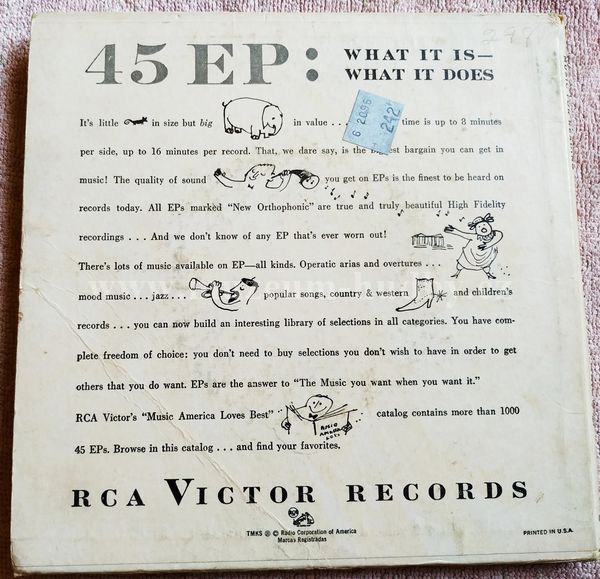 45 EP: WHAT IT IS—
WHAT IT DOES
It's little in size but big in value . . . time is up to 8 minutes
per side, up to 16 minutes per record. That, we dare say, is the bargain you can get in
music! The quality of sound you get on EPs is the finest to be heard on
records today. All EPs marked "New Orthophonic" are true and truly beautiful High Fidelity
recordings . . . And we don't know of any EP that's ever worn out!
There's lots of music available on EP—all kinds. Operatic arias and overtures . . .
mood music . . . jazz . . . popular songs, country & western and children's
records . . . you can now build an interesting library of selections in all categories. You have com-
plete freedom of choice: you don't need to buy selections you don't wish to have in order to get
others that you do want. EPs are the answer to "The Music you want when you want it."
RCA Victor's "Music America Loves Best" catalog contains more than 1000
45 EPs. Browse in this catalog . . . and find your favorites.
RCA VICTOR RECORDS
TMKS ® © Radio Corporation of America
Marcas Registradas
PRINTED IN U.S.A.
242